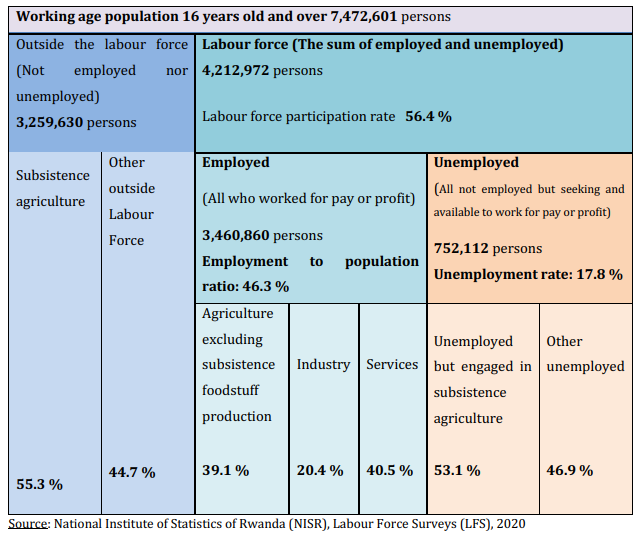 Working age population 16 years old and over 7,472,601 persons
Outside the labour force
(Not employed nor
unemployed)
3,259,630 persons
Labour force (The sum of employed and unemployed)
4,212,972 persons
Labour force participation rate 56.4 %
Subsistence
agriculture
55.3 %
Other
outside
Labour
Force
44.7 %
Employed
(All who worked for pay or profit)
3,460,860 persons
Employment to population
ratio: 46.3 %
Unemployed
(All not employed but seeking and
available to work for pay or profit)
752,112 persons
Unemployment rate: 17.8 %
Agriculture
excluding
subsistence
foodstuff
production
39.1 %
Industry
20.4 %
Services
40.5 %
Unemployed
but engaged in
subsistence
agriculture
53.1 %
Other
unemployed
46.9 %
Source: National Institute of Statistics of Rwanda (NISR), Labour Force Surveys (LFS), 2020